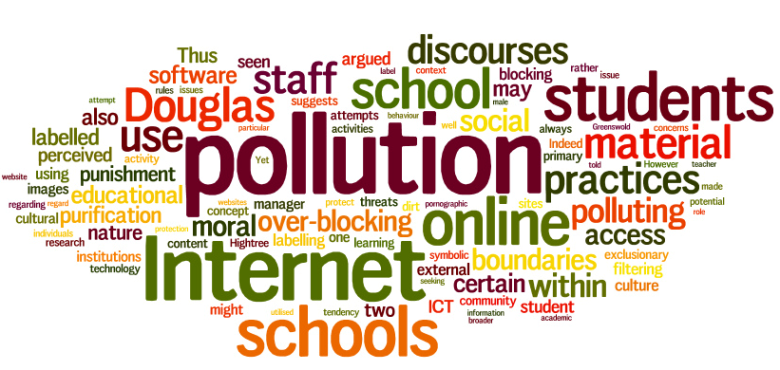 Thus seen argued label context discourses rather issue
software staff school blocking
rules issues suggests may male students
attempt also Douglas particular attempts activities behaviour well social always Greenswold concerns
labelled use pollution Indeed material
perceived activity Yet primary told However teacher
website using punishment practices made
images educational websites manager protect threats dirt pornographic sites potential
regarding regard concept role
cultural purification moral over-blocking online polluting
individuals protection access
research nature content Hightree labelling one learning
institutions Internet symbolic boundaries exclusionary
technology external filtering
seeking certain within culture
might utilised tendency two ICT community student
information academic
schools broader